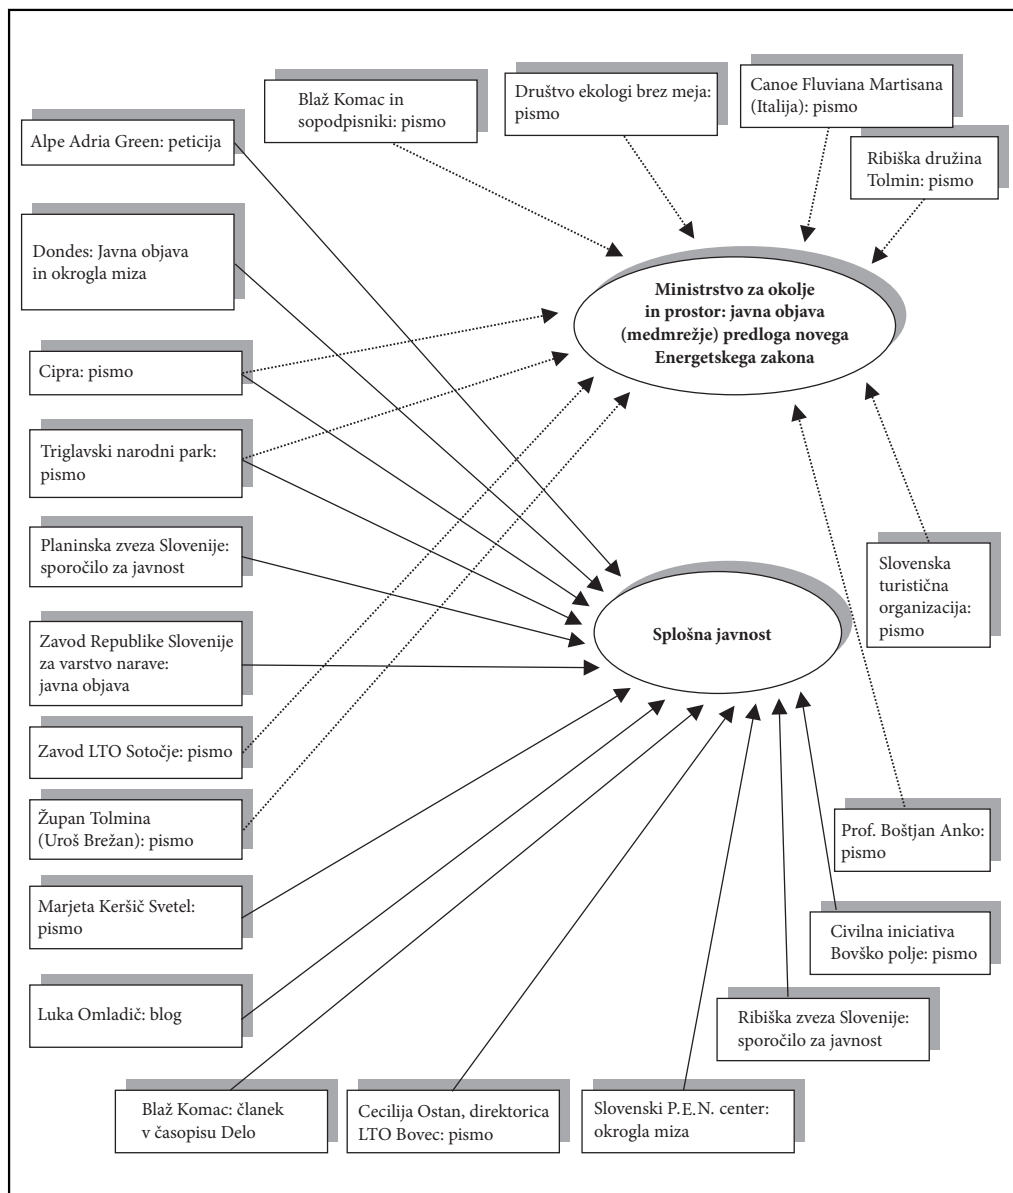 Blaž Komac in
sopodpisniki: pismo
Društvo ekologi brez meja:
pismo
Canoe Fluviana Martisana
(Italija): pismo
Ribiška družina
Tolmin: pismo
Alpe Adria Green: peticija
Dondes: Javna objava
in okrogla miza
Cipra: pismo
Triglavski narodni park:
pismo
Planinska zveza Slovenije:
sporočilo za javnost
Zavod Republike Slovenije
za varstvo narave:
javna objava
Zavod LTO Sotočje: pismo
Župan Tolmina
(Uroš Brežan): pismo
Marjeta Keršič Svetel:
pismo
Luka Omladič: blog
Ministrstvo za okolje
in prostor: javna objava
(medmrežje) predloga novega
Energetskega zakona
Splošna javnost
Slovenska
turistična
organizacija:
pismo
Prof. Boštjan Anko:
pismo
Civilna iniciativa
Bovško polje: pismo
Ribiška zveza Slovenije:
sporočilo za javnost
Blaž Komac: članek
v časopisu Delo
Cecilija Ostan, direktorica
LTO Bovec: pismo
Slovenski P.E.N. center:
okrogla miza